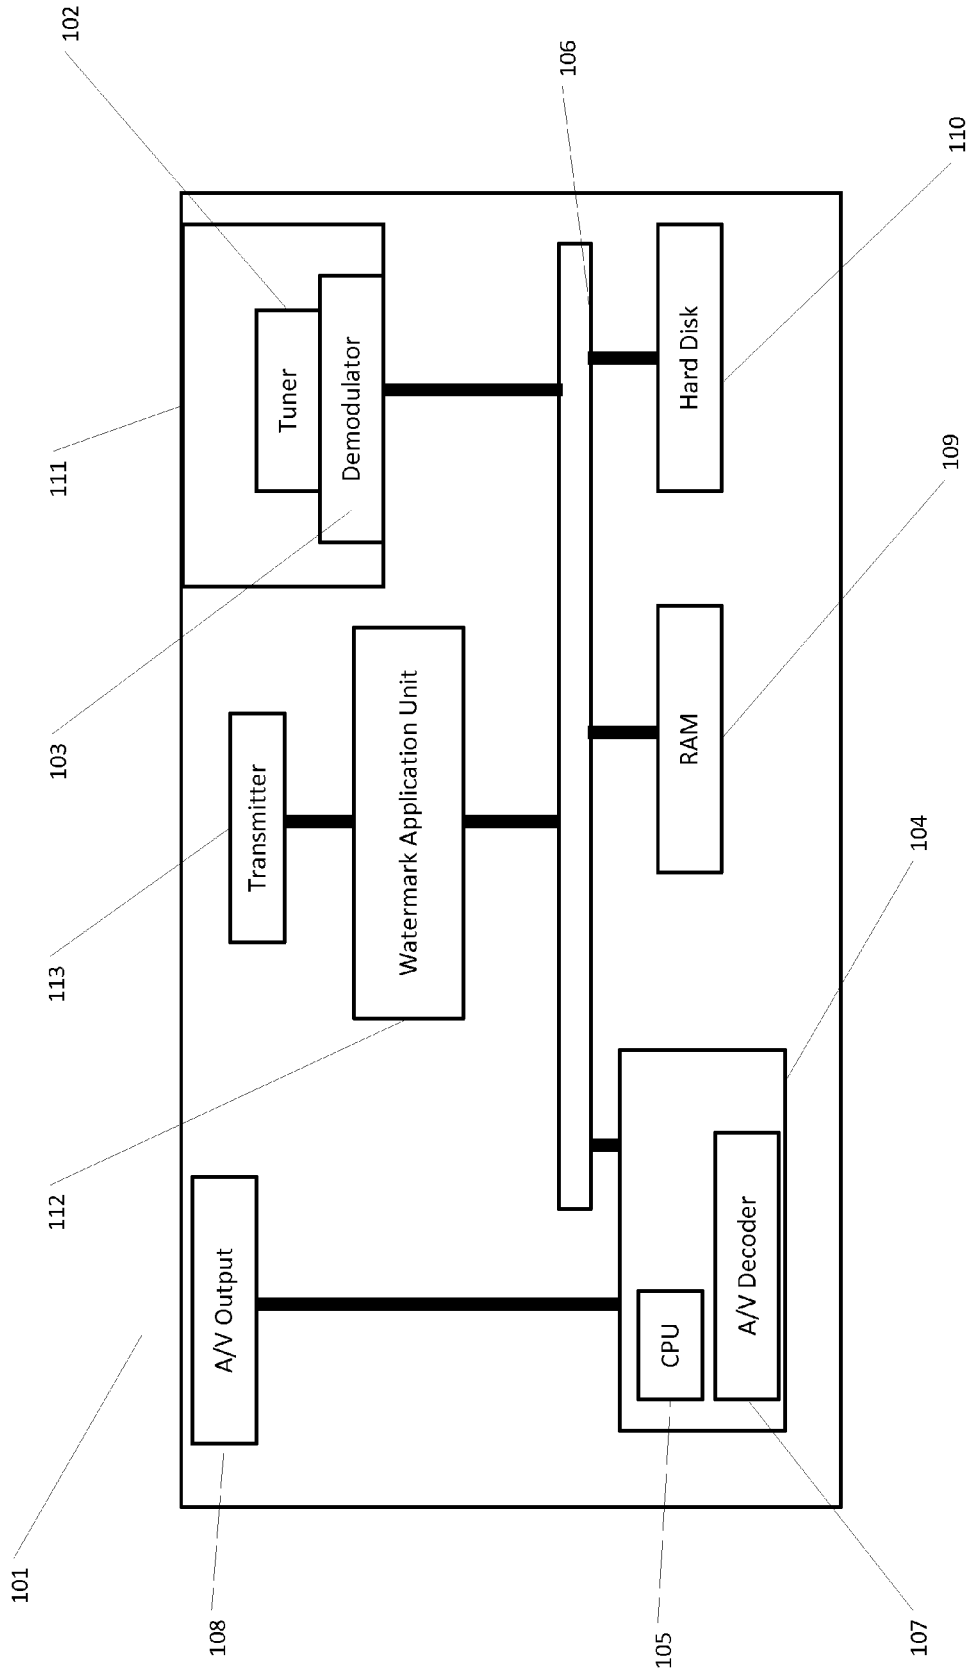 101
108
112
113
103
111
102
A/V Output
Transmitter
Watermark Application Unit
Tuner
Demodulator
106
CPU
A/V Decoder
RAM
Hard Disk
105
107
104
109
110